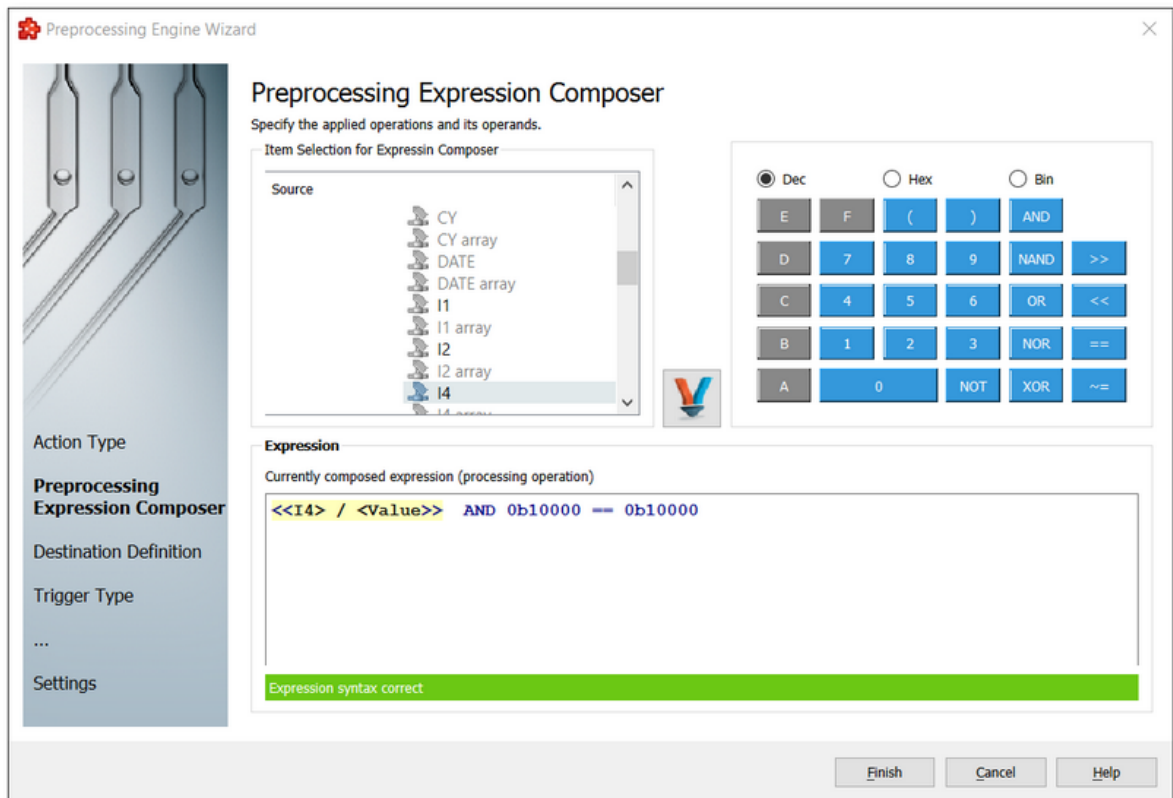 Preprocessing Engine Wizard
Preprocessing Expression Composer
Specify the applied operations and its operands.
Item Selection for Expressin Composer
Source
CY
CY array
DATE
DATE array
I1
I1 array
I2
I2 array
I4
I4 array
Dec Hex Bin
E F ( ) AND
D 7 8 9 NAND >>
C 4 5 6 OR <<
B 1 2 3 NOR ==
A 0 NOT XOR ~=
Action Type
Preprocessing
Expression Composer
Destination Definition
Trigger Type
...
Settings
Expression
Currently composed expression (processing operation)
<<I4> / <Value>> AND 0b10000 == 0b10000
Expression syntax correct
Finish Cancel Help